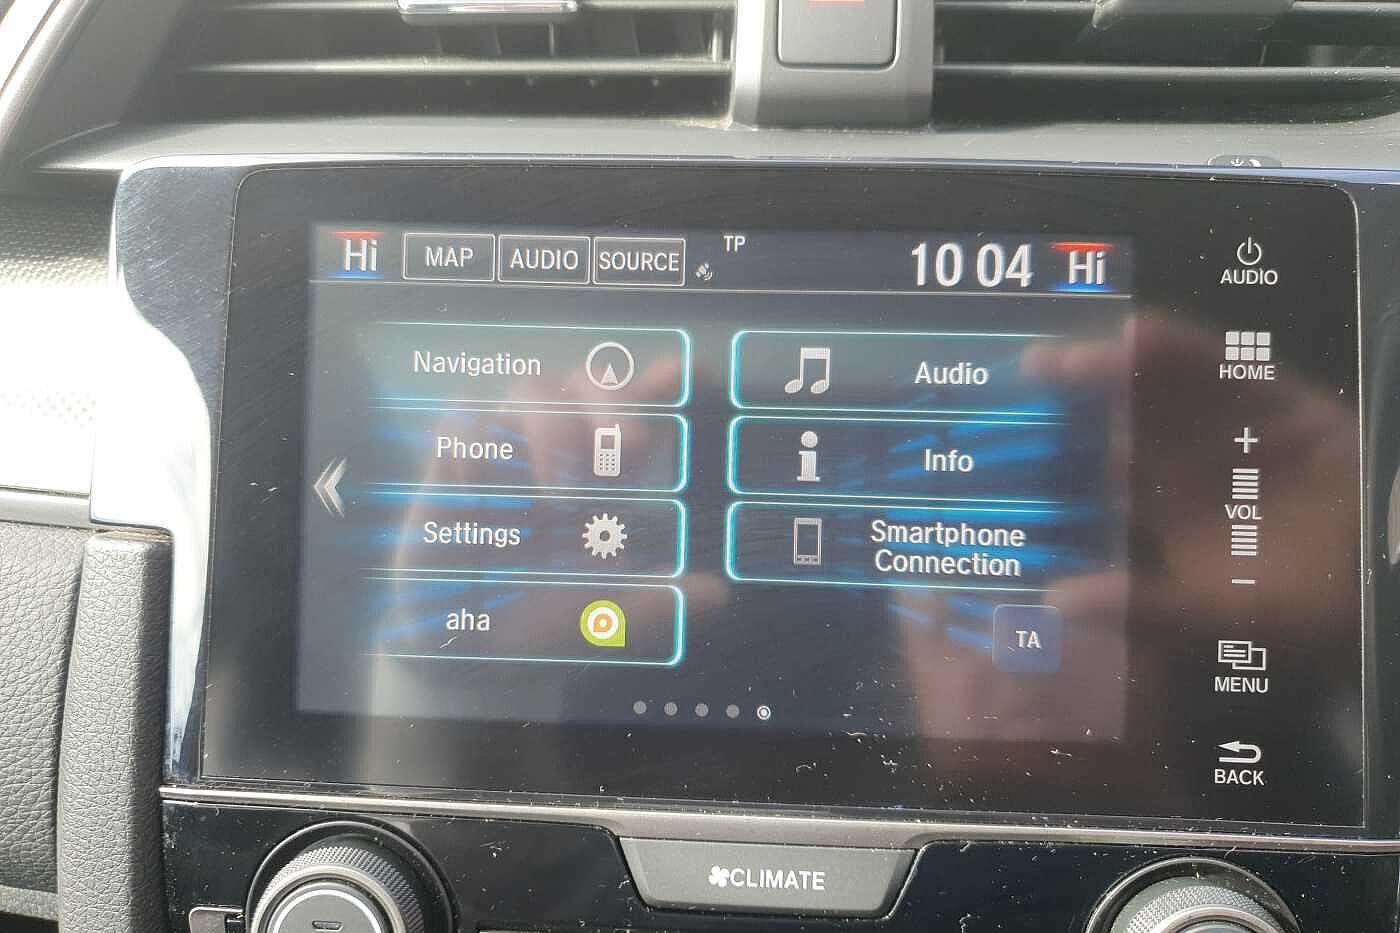 Hi MAP AUDIO SOURCE TP 10 04 Hi
Navigation
Audio
Phone
Info
Settings
Smartphone
Connection
aha
TA
AUDIO
HOME
+
VOL
−
MENU
BACK
CLIMATE